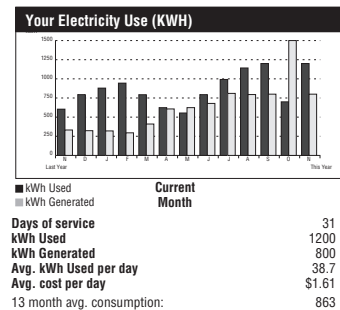 Your Electricity Use (KWH)
1500
1250
1000
750
500
250
0
N D J F M A M J J A S O N
Last Year This Year
kWh Used Current
kWh Generated Month
Days of service 31
kWh Used 1200
kWh Generated 800
Avg. kWh Used per day 38.7
Avg. cost per day $1.61
13 month avg. consumption: 863